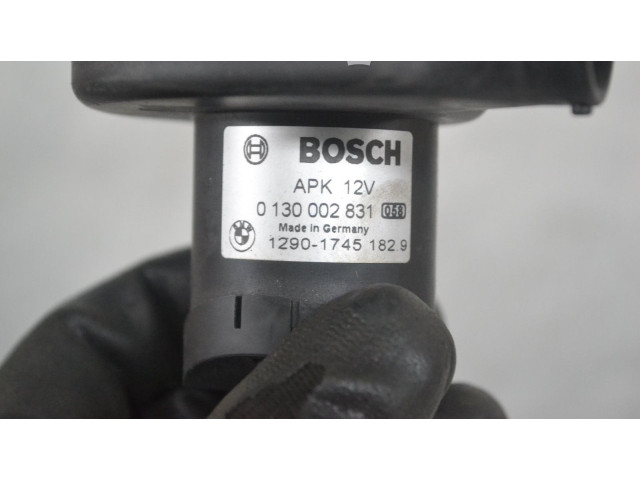 BOSCH
APK 12V
0 130 002 831 058
Made in Germany
1290-1745 182 9